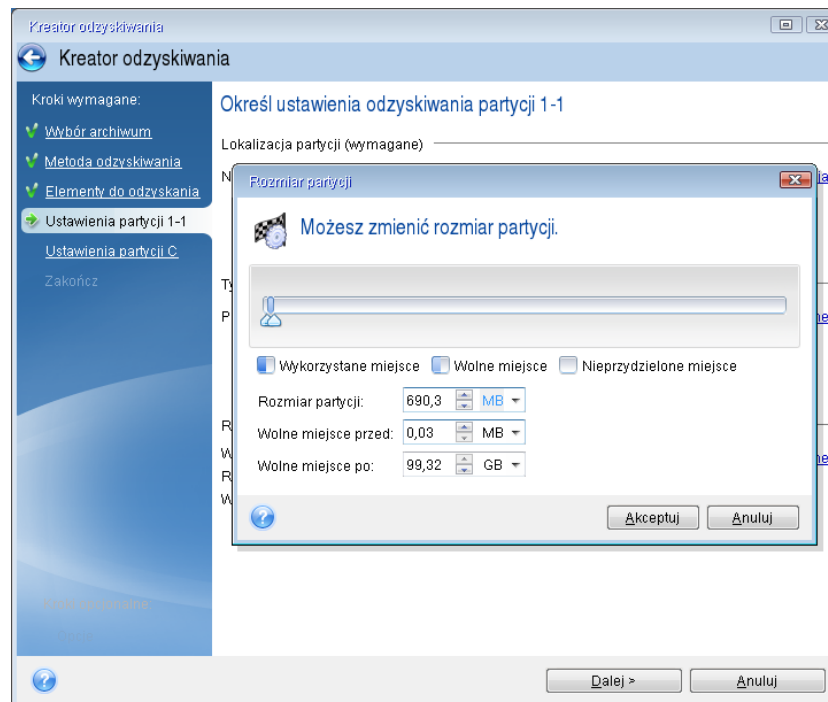 Kreator odzyskiwania
Kreator odzyskiwania
Kroki wymagane:
Wybór archiwum
Metoda odzyskiwania
Elementy do odzyskania
Ustawienia partycji 1-1
Ustawienia partycji C
Zakończ
Określ ustawienia odzyskiwania partycji 1-1
Lokalizacja partycji (wymagane)
Rozmiar partycji
Możesz zmienić rozmiar partycji.
Wykorzystane miejsce Wolne miejsce Nieprzydzielone miejsce
Rozmiar partycji: 690,3 MB
Wolne miejsce przed: 0,03 MB
Wolne miejsce po: 99,32 GB
Akceptuj Anuluj
Dalej > Anuluj